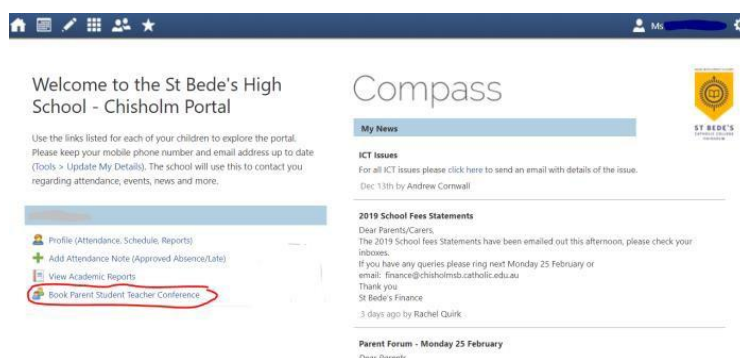 Ms
Welcome to the St Bede's High
School - Chisholm Portal
Use the links listed for each of your children to explore the portal.
Please keep your mobile phone number and email address up to date
(Tools > Update My Details). The school will use this to contact you
regarding attendance, events, news and more.
Profile (Attendance, Schedule, Reports)
Add Attendance Note (Approved Absence/Late)
View Academic Reports
Book Parent Student Teacher Conference
Compass
ST BEDE'S
My News
ICT Issues
For all ICT issues please click here to send an email with details of the issue.
Dec 13th by Andrew Cornwall
2019 School Fees Statements
Dear Parents/Carers,
The 2019 School fees Statements have been emailed out this afternoon, please check your
inboxes.
If you have any queries please ring next Monday 25 February or
email: finance@chisholmsb.catholic.edu.au
Thank you
St Bede's Finance
3 days ago by Rachel Quirk
Parent Forum - Monday 25 February